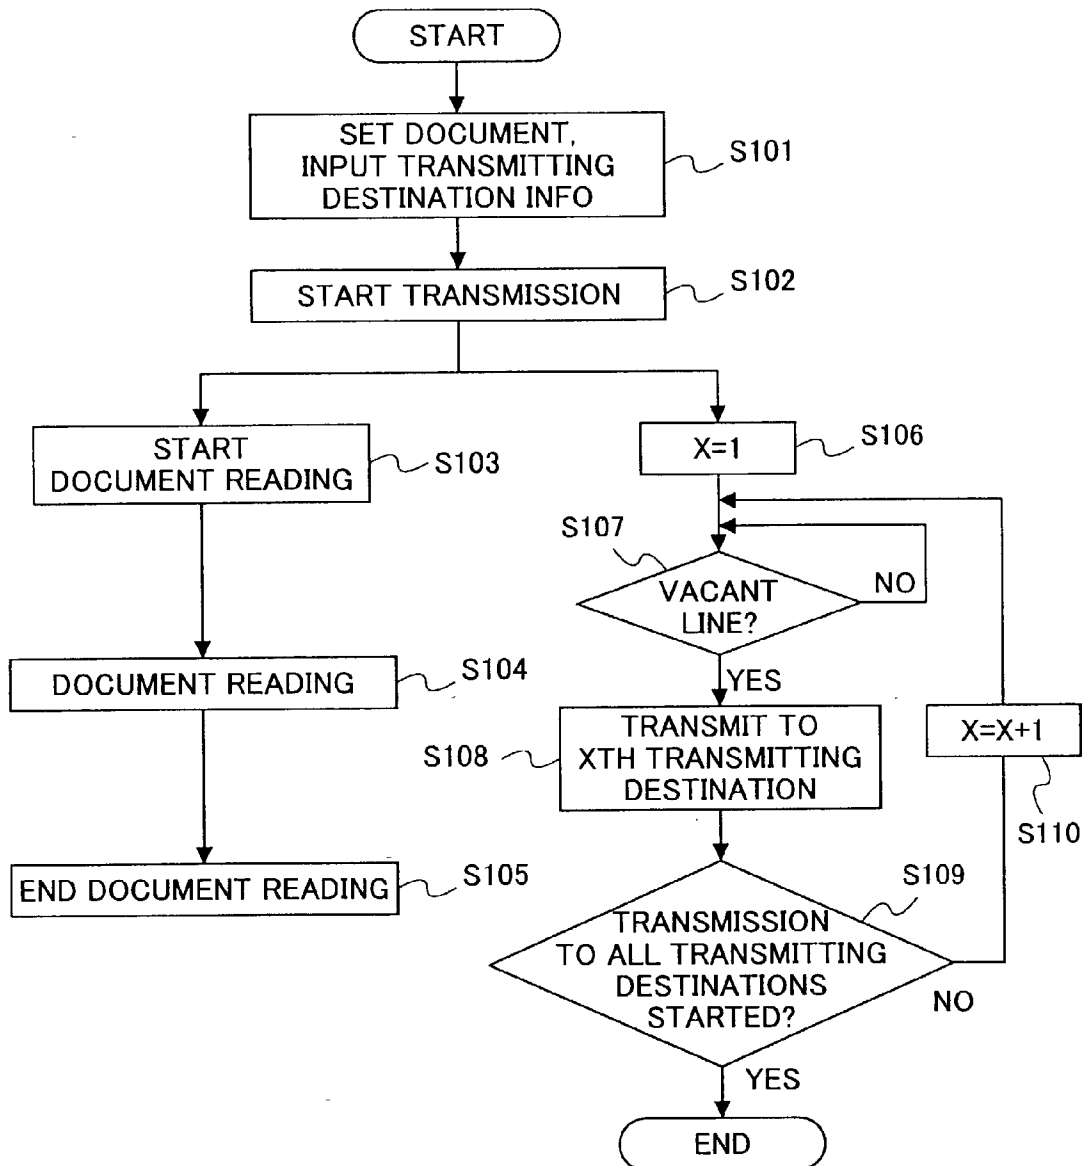 START
SET DOCUMENT,
INPUT TRANSMITTING
DESTINATION INFO
S101
START TRANSMISSION
S102
START
DOCUMENT READING
S103
DOCUMENT READING
S104
END DOCUMENT READING
S105
X=1
S106
S107
VACANT
LINE?
NO
YES
S108
TRANSMIT TO
XTH TRANSMITTING
DESTINATION
X=X+1
S110
S109
TRANSMISSION
TO ALL TRANSMITTING
DESTINATIONS
STARTED?
NO
YES
END